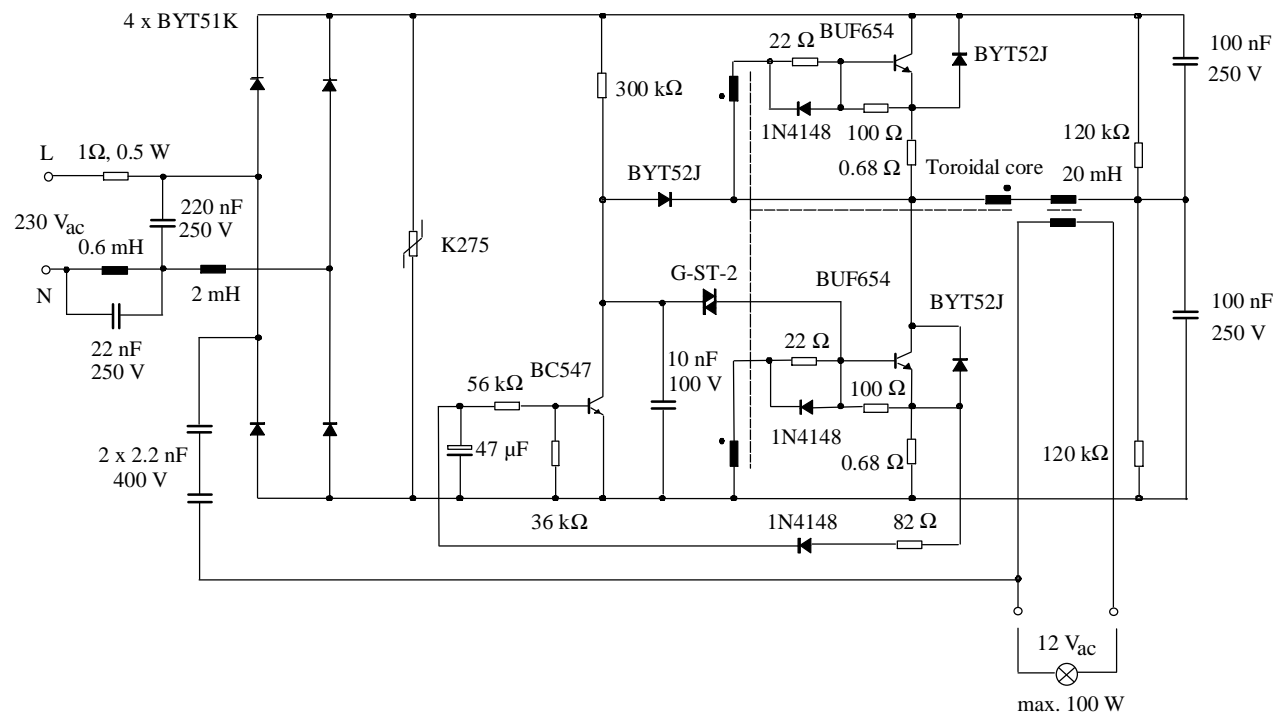 4 x BYT51K
BUF654
22 Ω
BYT52J
100 nF
250 V
300 kΩ
1N4148
100 Ω
120 kΩ
L
1Ω, 0.5 W
0.68 Ω
Toroidal core
BYT52J
20 mH
220 nF
250 V
230 Vac
K275
0.6 mH
N
2 mH
G-ST-2
BUF654
BYT52J
100 nF
250 V
22 nF
250 V
22 Ω
BC547
10 nF
100 V
56 kΩ
100 Ω
1N4148
47 µF
2 x 2.2 nF
400 V
0.68 Ω
120 kΩ
36 kΩ
1N4148
82 Ω
12 Vac
max. 100 W